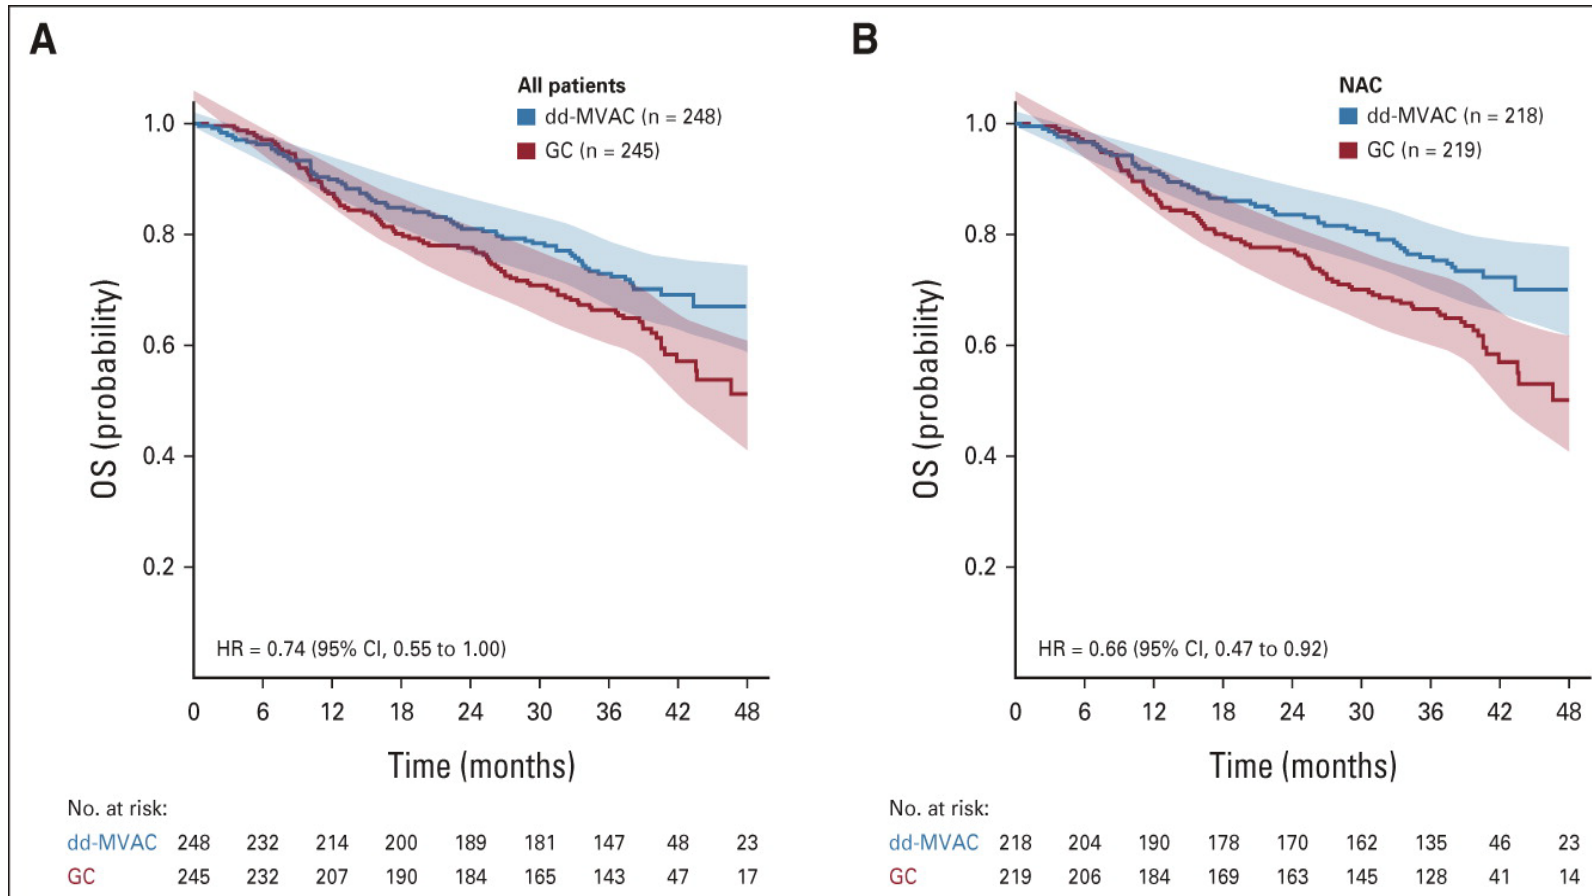 A
All patients
dd-MVAC (n = 248)
GC (n = 245)
OS (probability)
1.0
0.8
0.6
0.4
0.2
HR = 0.74 (95% CI, 0.55 to 1.00)
0 6 12 18 24 30 36 42 48
Time (months)
No. at risk:
dd-MVAC 248 232 214 200 189 181 147 48 23
GC 245 232 207 190 184 165 143 47 17
B
NAC
dd-MVAC (n = 218)
GC (n = 219)
OS (probability)
1.0
0.8
0.6
0.4
0.2
HR = 0.66 (95% CI, 0.47 to 0.92)
0 6 12 18 24 30 36 42 48
Time (months)
No. at risk:
dd-MVAC 218 204 190 178 170 162 135 46 23
GC 219 206 184 169 163 145 128 41 14